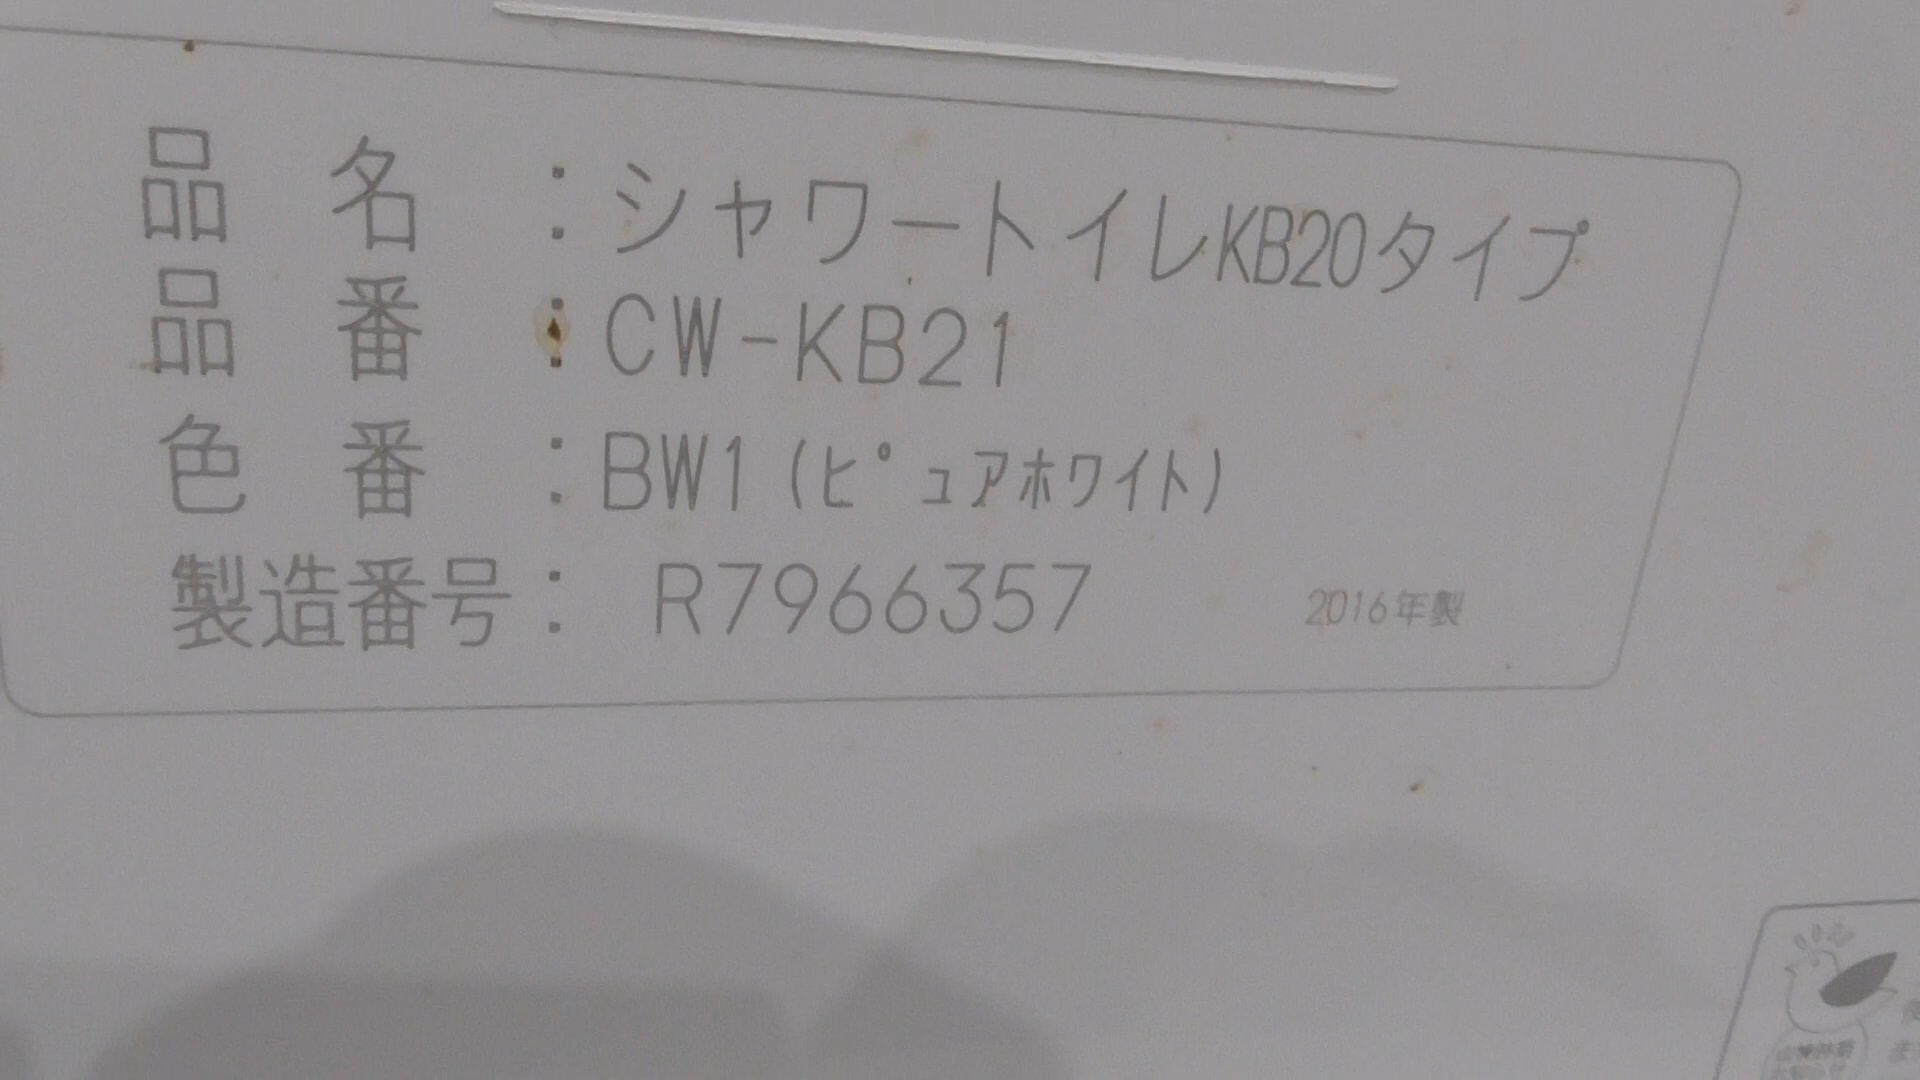 品名：シャワートイレKB20タイプ
品番：CW-KB21
色番：BW1（ピュアホワイト）
製造番号：R7966357 2016年製